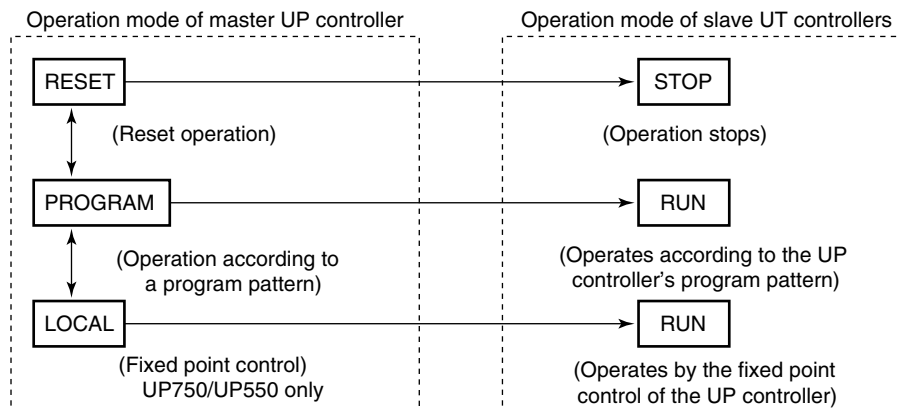 Operation mode of master UP controller
Operation mode of slave UT controllers
RESET
STOP
(Reset operation)
(Operation stops)
PROGRAM
RUN
(Operation according to
a program pattern)
(Operates according to the UP
controller's program pattern)
LOCAL
RUN
(Fixed point control)
UP750/UP550 only
(Operates by the fixed point
control of the UP controller)